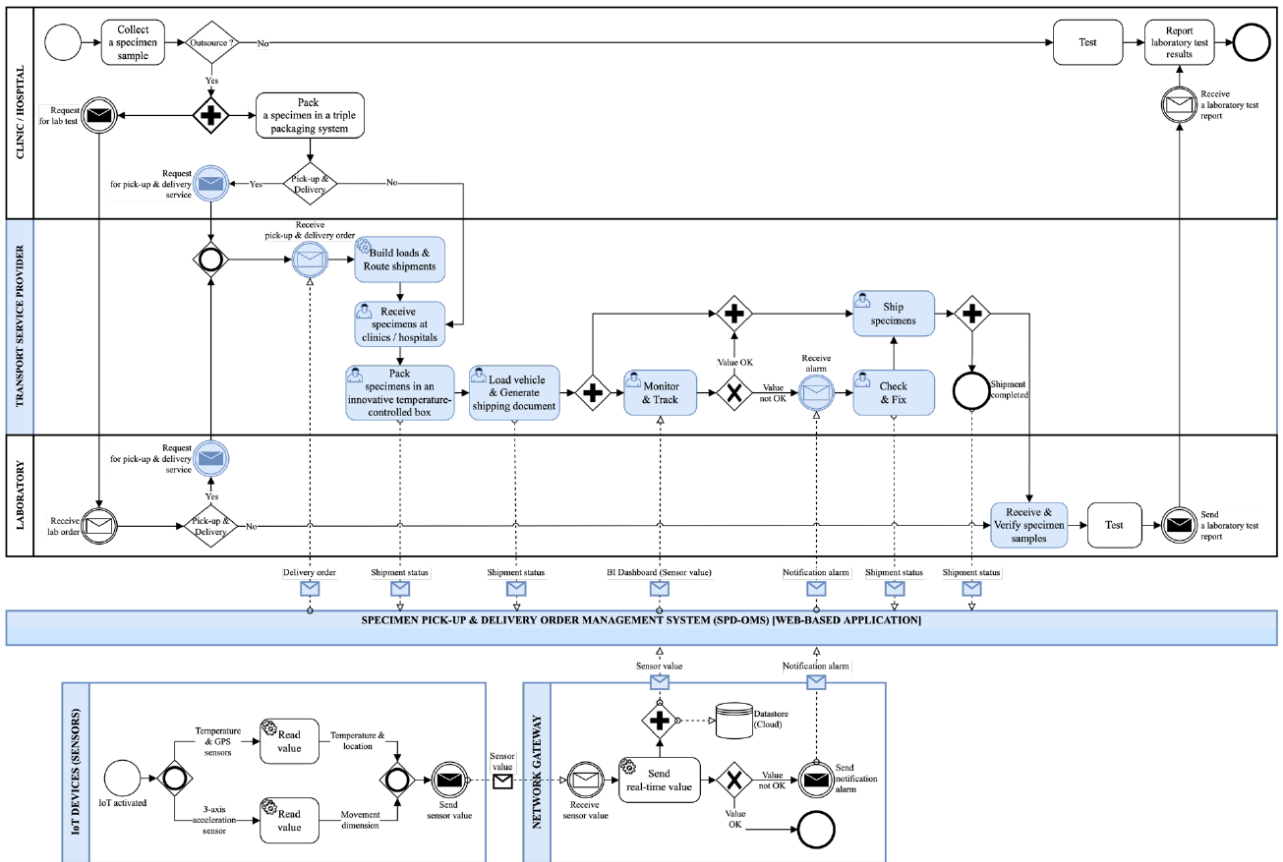 CLINIC / HOSPITAL
Collect
a specimen
sample
Outsource ?
No
Test
Report
laboratory test
results
Yes
Request
for lab test
Pack
a specimen in a triple
packaging system
Receive
a laboratory test
report
Request
for pick-up & delivery
service
Yes
Pick-up &
Delivery
No
TRANSPORT SERVICE PROVIDER
Receive
pick-up & delivery order
Build loads &
Route shipments
Receive
specimens at
clinics / hospitals
Ship
specimens
Pack
specimens in an
innovative temperature-
controlled box
Load vehicle
& Generate
shipping document
Monitor
& Track
Value OK
Value
not OK
Receive
alarm
Check
& Fix
Shipment
completed
LABORATORY
Request
for pick-up & delivery
service
Yes
Receive
lab order
Pick-up &
Delivery
No
Receive &
Verify specimen
samples
Test
Send
a laboratory test
report
Delivery order
Shipment status
Shipment status
BI Dashboard (Sensor value)
Notification alarm
Shipment status
Shipment status
SPECIMEN PICK-UP & DELIVERY ORDER MANAGEMENT SYSTEM (SPD-OMS) [WEB-BASED APPLICATION]
Sensor value
Notification alarm
IoT DEVICES (SENSORS)
IoT activated
Temperature
& GPS
sensors
Read
value
Temperature &
location
3-axis
acceleration
sensor
Read
value
Movement
dimension
Send
sensor value
Sensor
value
NETWORK GATEWAY
Receive
sensor value
Datastore
(Cloud)
Send
real-time value
Value
not OK
Send
notification
alarm
Value
OK